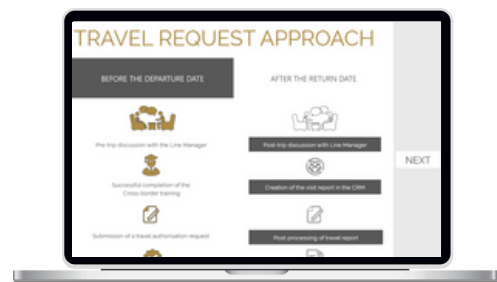 TRAVEL REQUEST APPROACH
BEFORE THE DEPARTURE DATE
AFTER THE RETURN DATE
Pre-trip discussion with the Line Manager
Post-trip discussion with Line Manager
NEXT
Successful completion of the
Cross-border training
Creation of the visit report in the CRM
Submission of a travel authorisation request
Post-processing of travel report